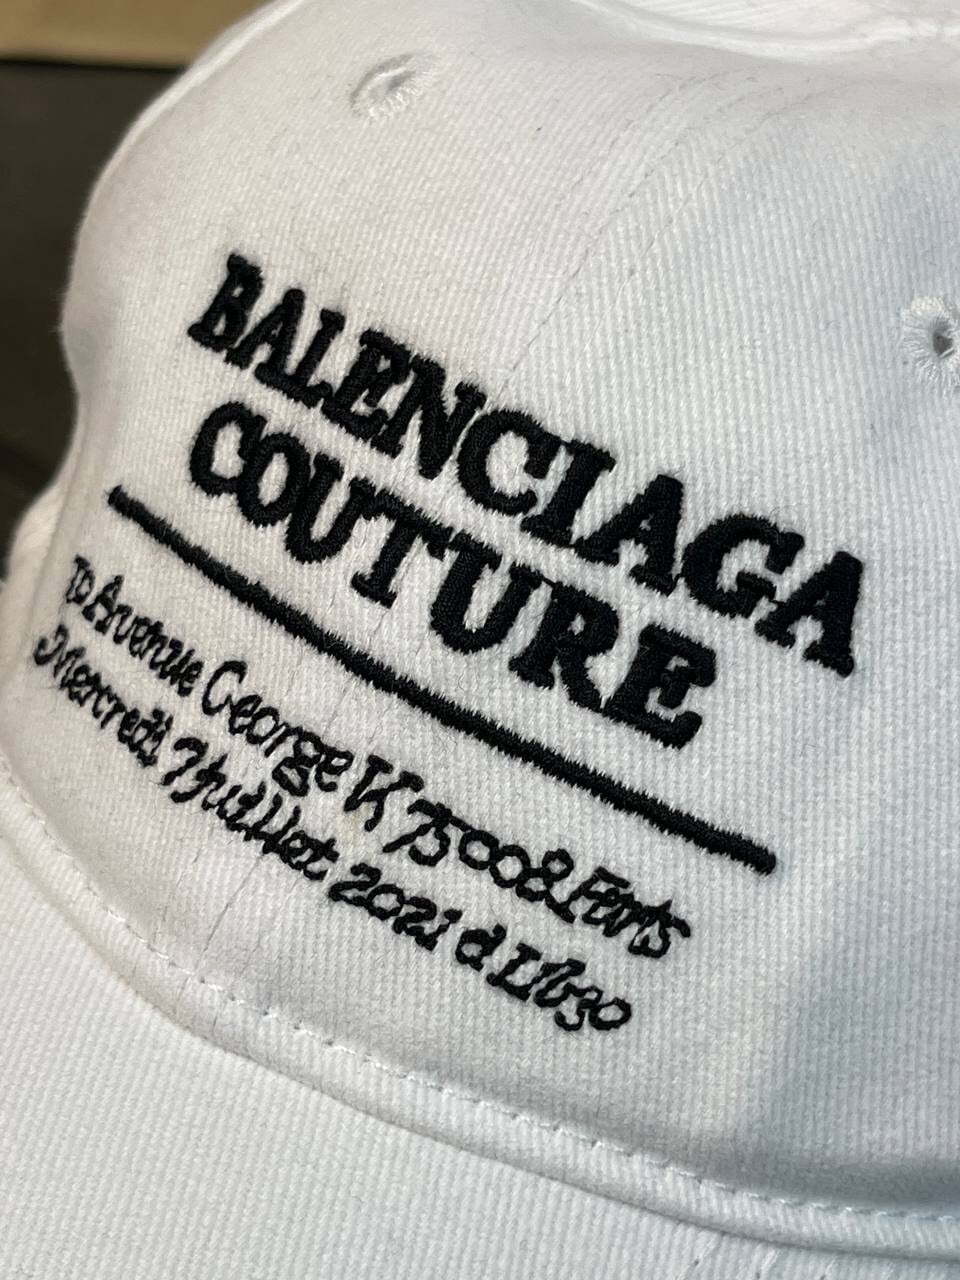 BALENCIAGA
COUTURE
10 Avenue George V 75008 Paris
Mercredi 7 Juillet 2021 à 11h30